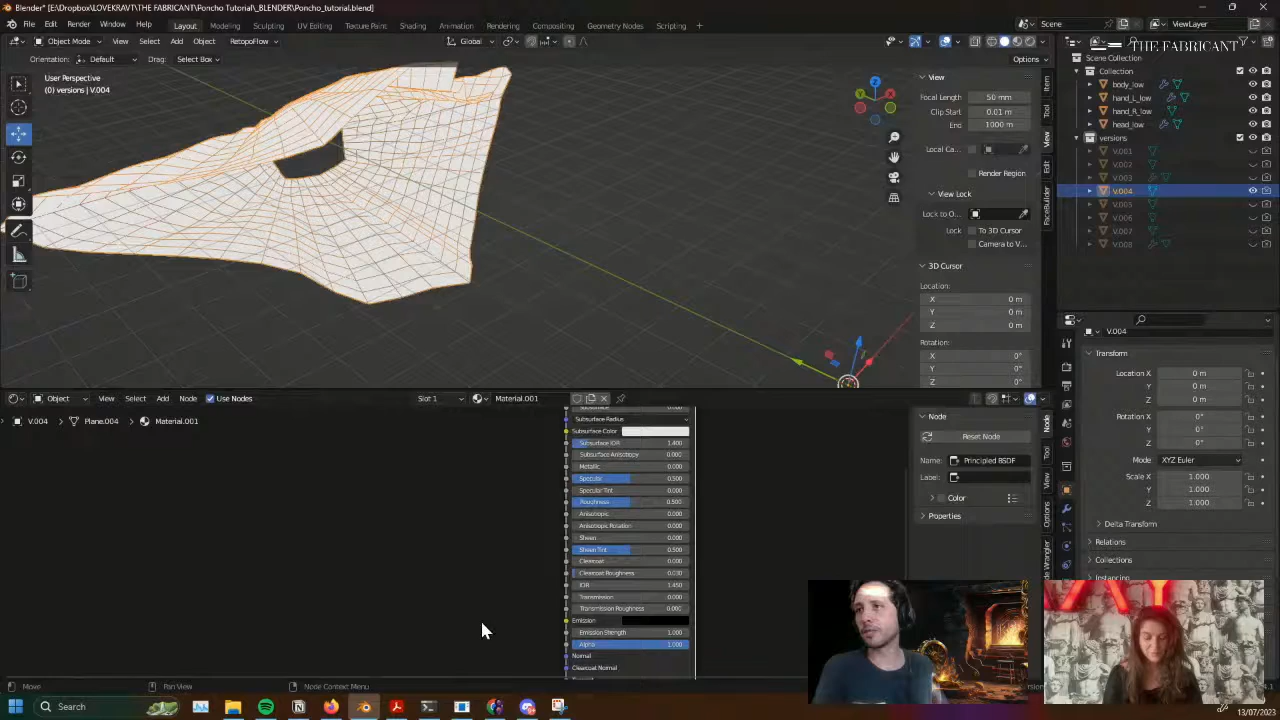 Blender* [E:\Dropbox\LOVEKRAVT\THE FABRICANT\Poncho Tutorial\_BLENDER\Poncho_tutorial.blend]
File Edit Render Window Help Layout Modeling Sculpting UV Editing Texture Paint Shading Animation Rendering Compositing Geometry Nodes Scripting + Scene ViewLayer
Object Mode View Select Add Object RetopoFlow Global
THE FABRICANT
Orientation: Default Drag: Select Box Options
Scene Collection
User Perspective
(0) versions | V.004
View
Collection
Focal Length 50 mm
body_low
Clip Start 0.01 m
hand_L_low
End 1000 m
hand_R_low
head_low
Local Ca...
versions
V.001
V.002
Render Region
V.003
View Lock
V.004
Lock to O...
V.005
Lock To 3D Cursor
V.006
Camera to V...
V.007
V.008
3D Cursor
Location:
X 0 m
Y 0 m
Z 0 m
Rotation:
X 0°
Y 0°
Z 0°
Item
Tool
View
Edit
FaceBuilder
V.004
Transform
Location X 0 m
Y 0 m
Z 0 m
Rotation X 0°
Y 0°
Z 0°
Mode XYZ Euler
Scale X 1.000
Y 1.000
Z 1.000
Delta Transform
Relations
Collections
Instancing
Object View Select Add Node Use Nodes Slot 1 Material.001
V.004 Plane.004 Material.001
Subsurface Radius
Subsurface Color
Subsurface IOR 1.400
Subsurface Anisotropy 0.000
Metallic 0.000
Specular 0.500
Specular Tint 0.000
Roughness 0.500
Anisotropic 0.000
Anisotropic Rotation 0.000
Sheen 0.000
Sheen Tint 0.500
Clearcoat 0.000
Clearcoat Roughness 0.030
IOR 1.450
Transmission 0.000
Transmission Roughness 0.000
Emission
Emission Strength 1.000
Alpha 1.000
Normal
Clearcoat Normal
Node
Reset Node
Name: Principled BSDF
Label:
Color
Properties
Node
Tool
View
Options
Move Pan View Node Context Menu
Search
13/07/2023